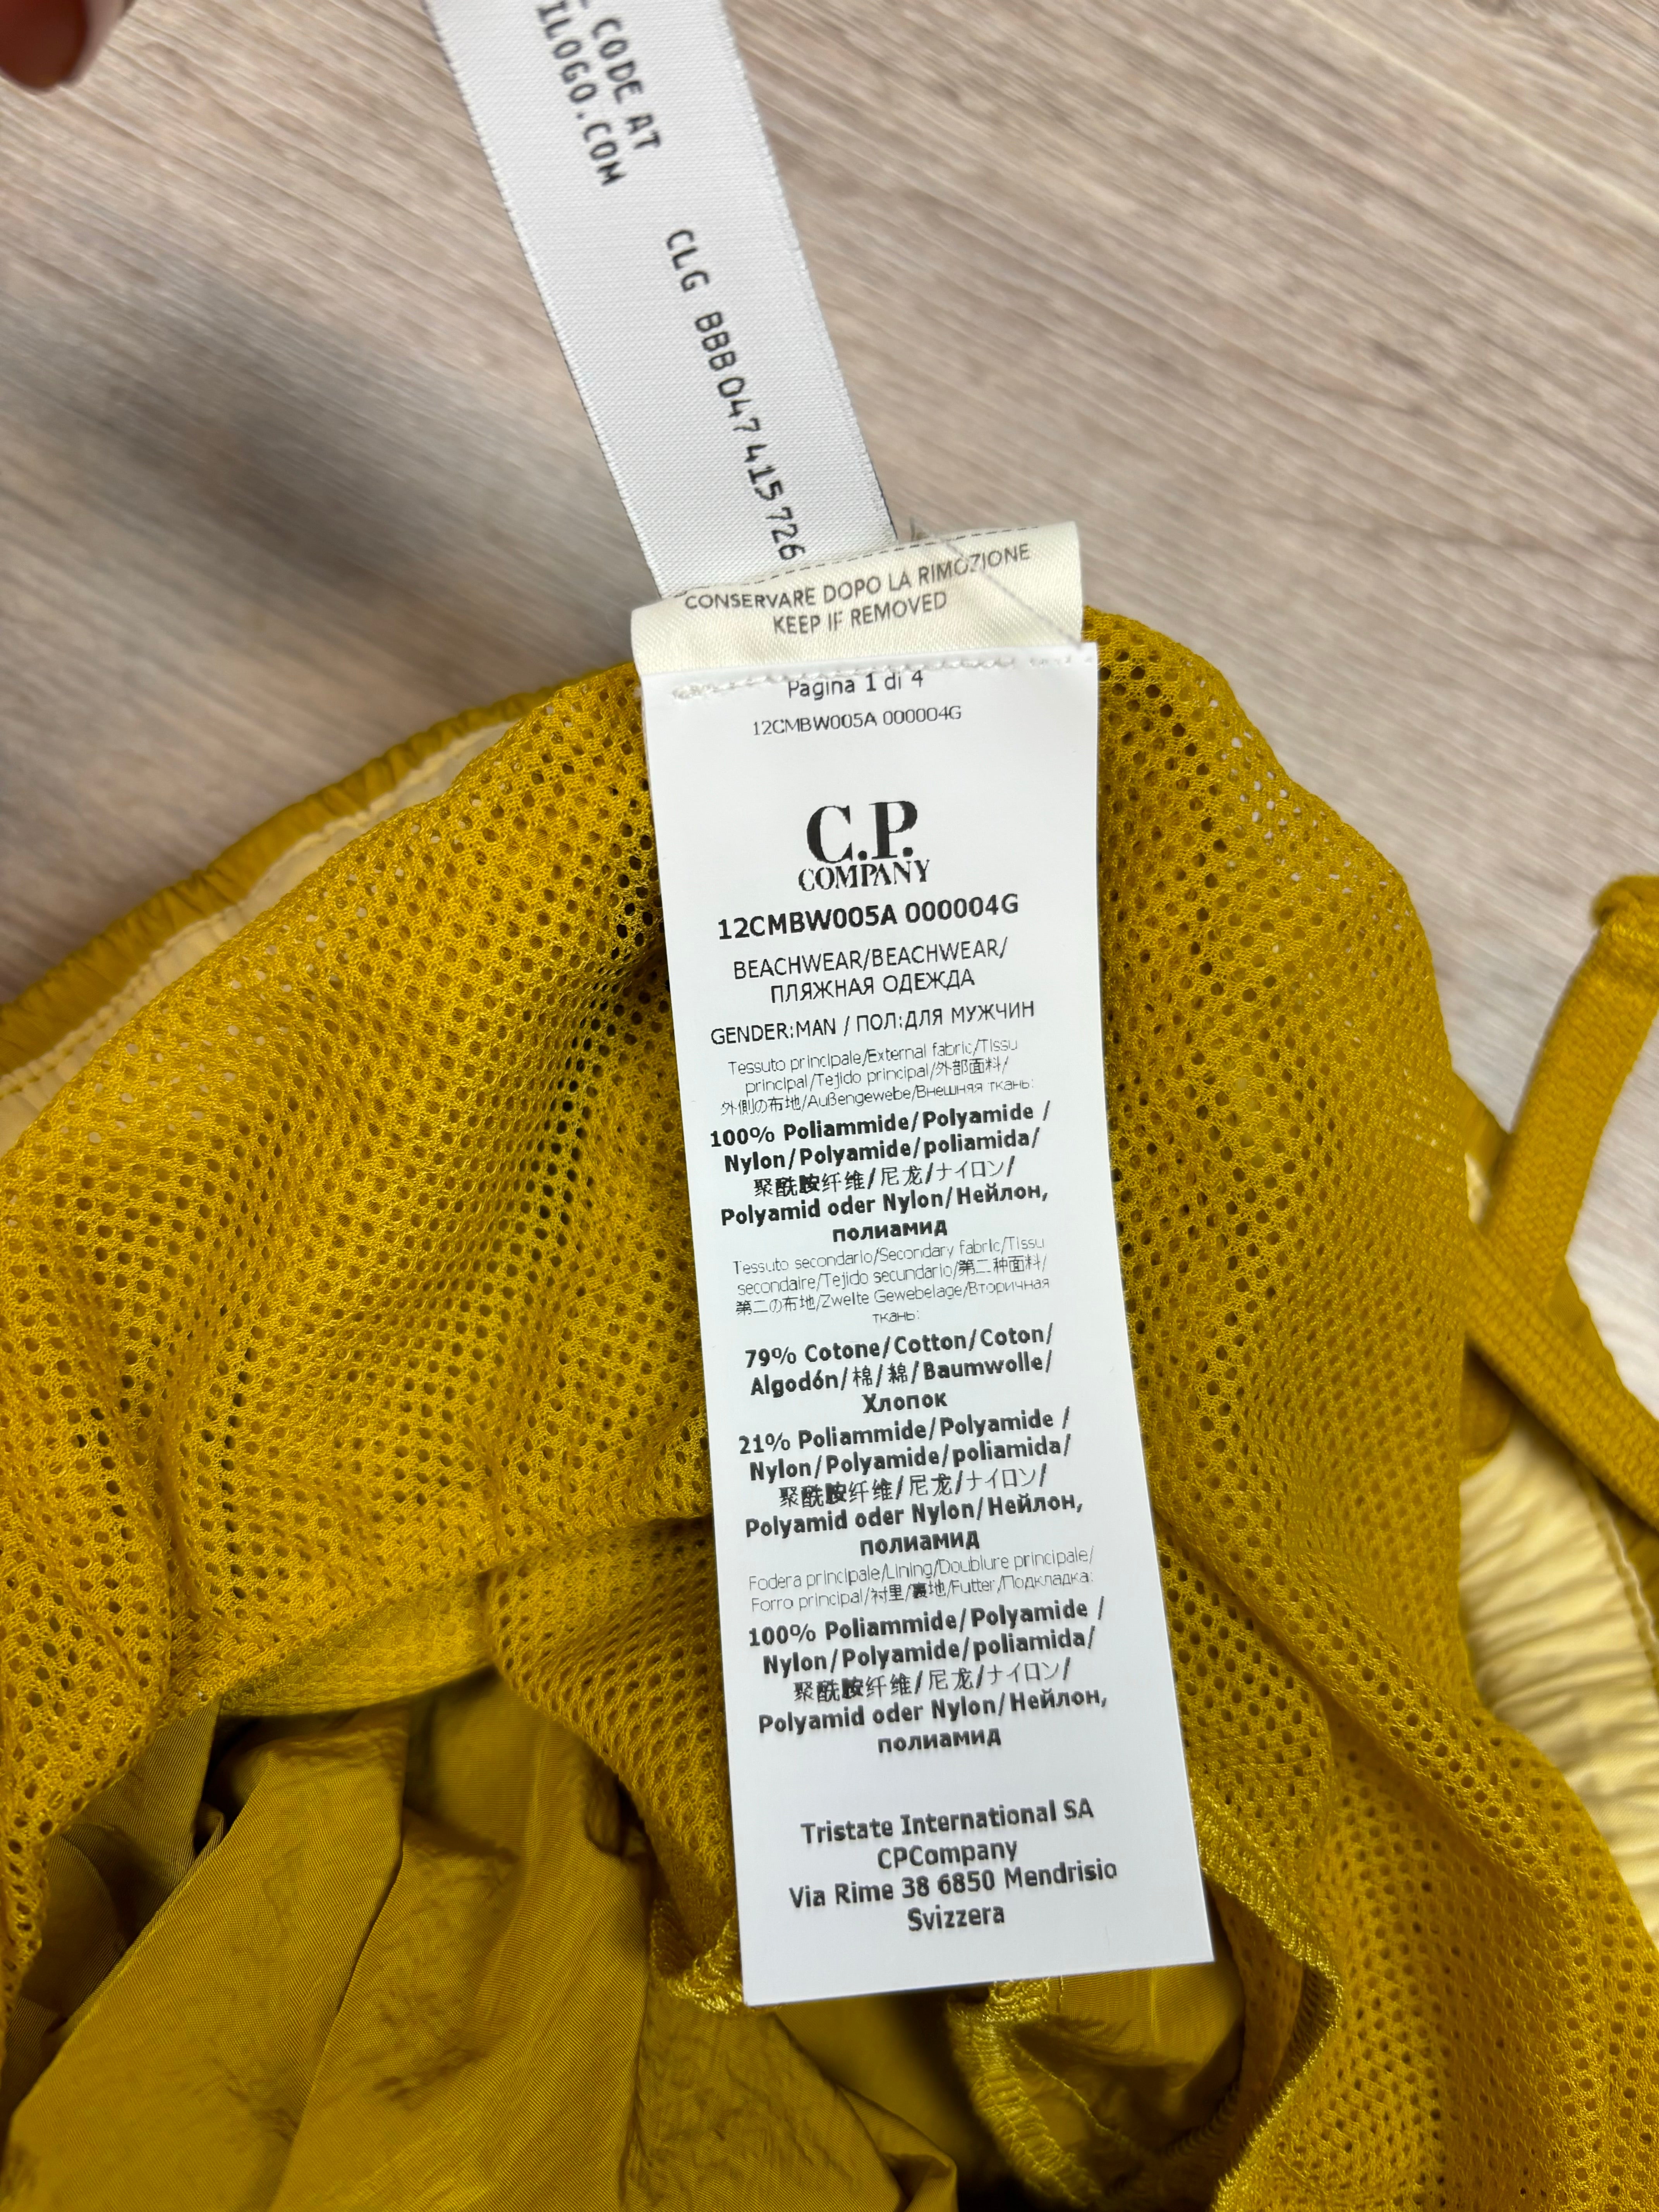 CODE AT
ILOGO.COM
CLG BBB047415726
CONSERVARE DOPO LA RIMOZIONE
KEEP IF REMOVED
Pagina 1 di 4
12CMBW005A 000004G
C.P.
COMPANY
12CMBW005A 000004G
BEACHWEAR/BEACHWEAR/
ПЛЯЖНАЯ ОДЕЖДА
GENDER:MAN / ПОЛ:ДЛЯ МУЖЧИН
Tessuto principale/External fabric/Tissu
principal/Tejido principal/外部面料/
外側の布地/Außengewebe/Внешняя ткань:
100% Poliammide/Polyamide /
Nylon/Polyamide/poliamida/
聚酰胺纤维/尼龙/ナイロン/
Polyamid oder Nylon/Нейлон,
полиамид
Tessuto secondario/Secondary fabric/Tissu
secondaire/Tejido secundario/第二种面料/
第二の布地/Zweite Gewebelage/Вторичная
ткань:
79% Cotone/Cotton/Coton/
Algodón/棉/綿/Baumwolle/
Хлопок
21% Poliammide/Polyamide /
Nylon/Polyamide/poliamida/
聚酰胺纤维/尼龙/ナイロン/
Polyamid oder Nylon/Нейлон,
полиамид
Fodera principale/Lining/Doublure principale/
Forro principal/衬里/裏地/Futter/Подкладка:
100% Poliammide/Polyamide /
Nylon/Polyamide/poliamida/
聚酰胺纤维/尼龙/ナイロン/
Polyamid oder Nylon/Нейлон,
полиамид
Tristate International SA
CPCompany
Via Rime 38 6850 Mendrisio
Svizzera